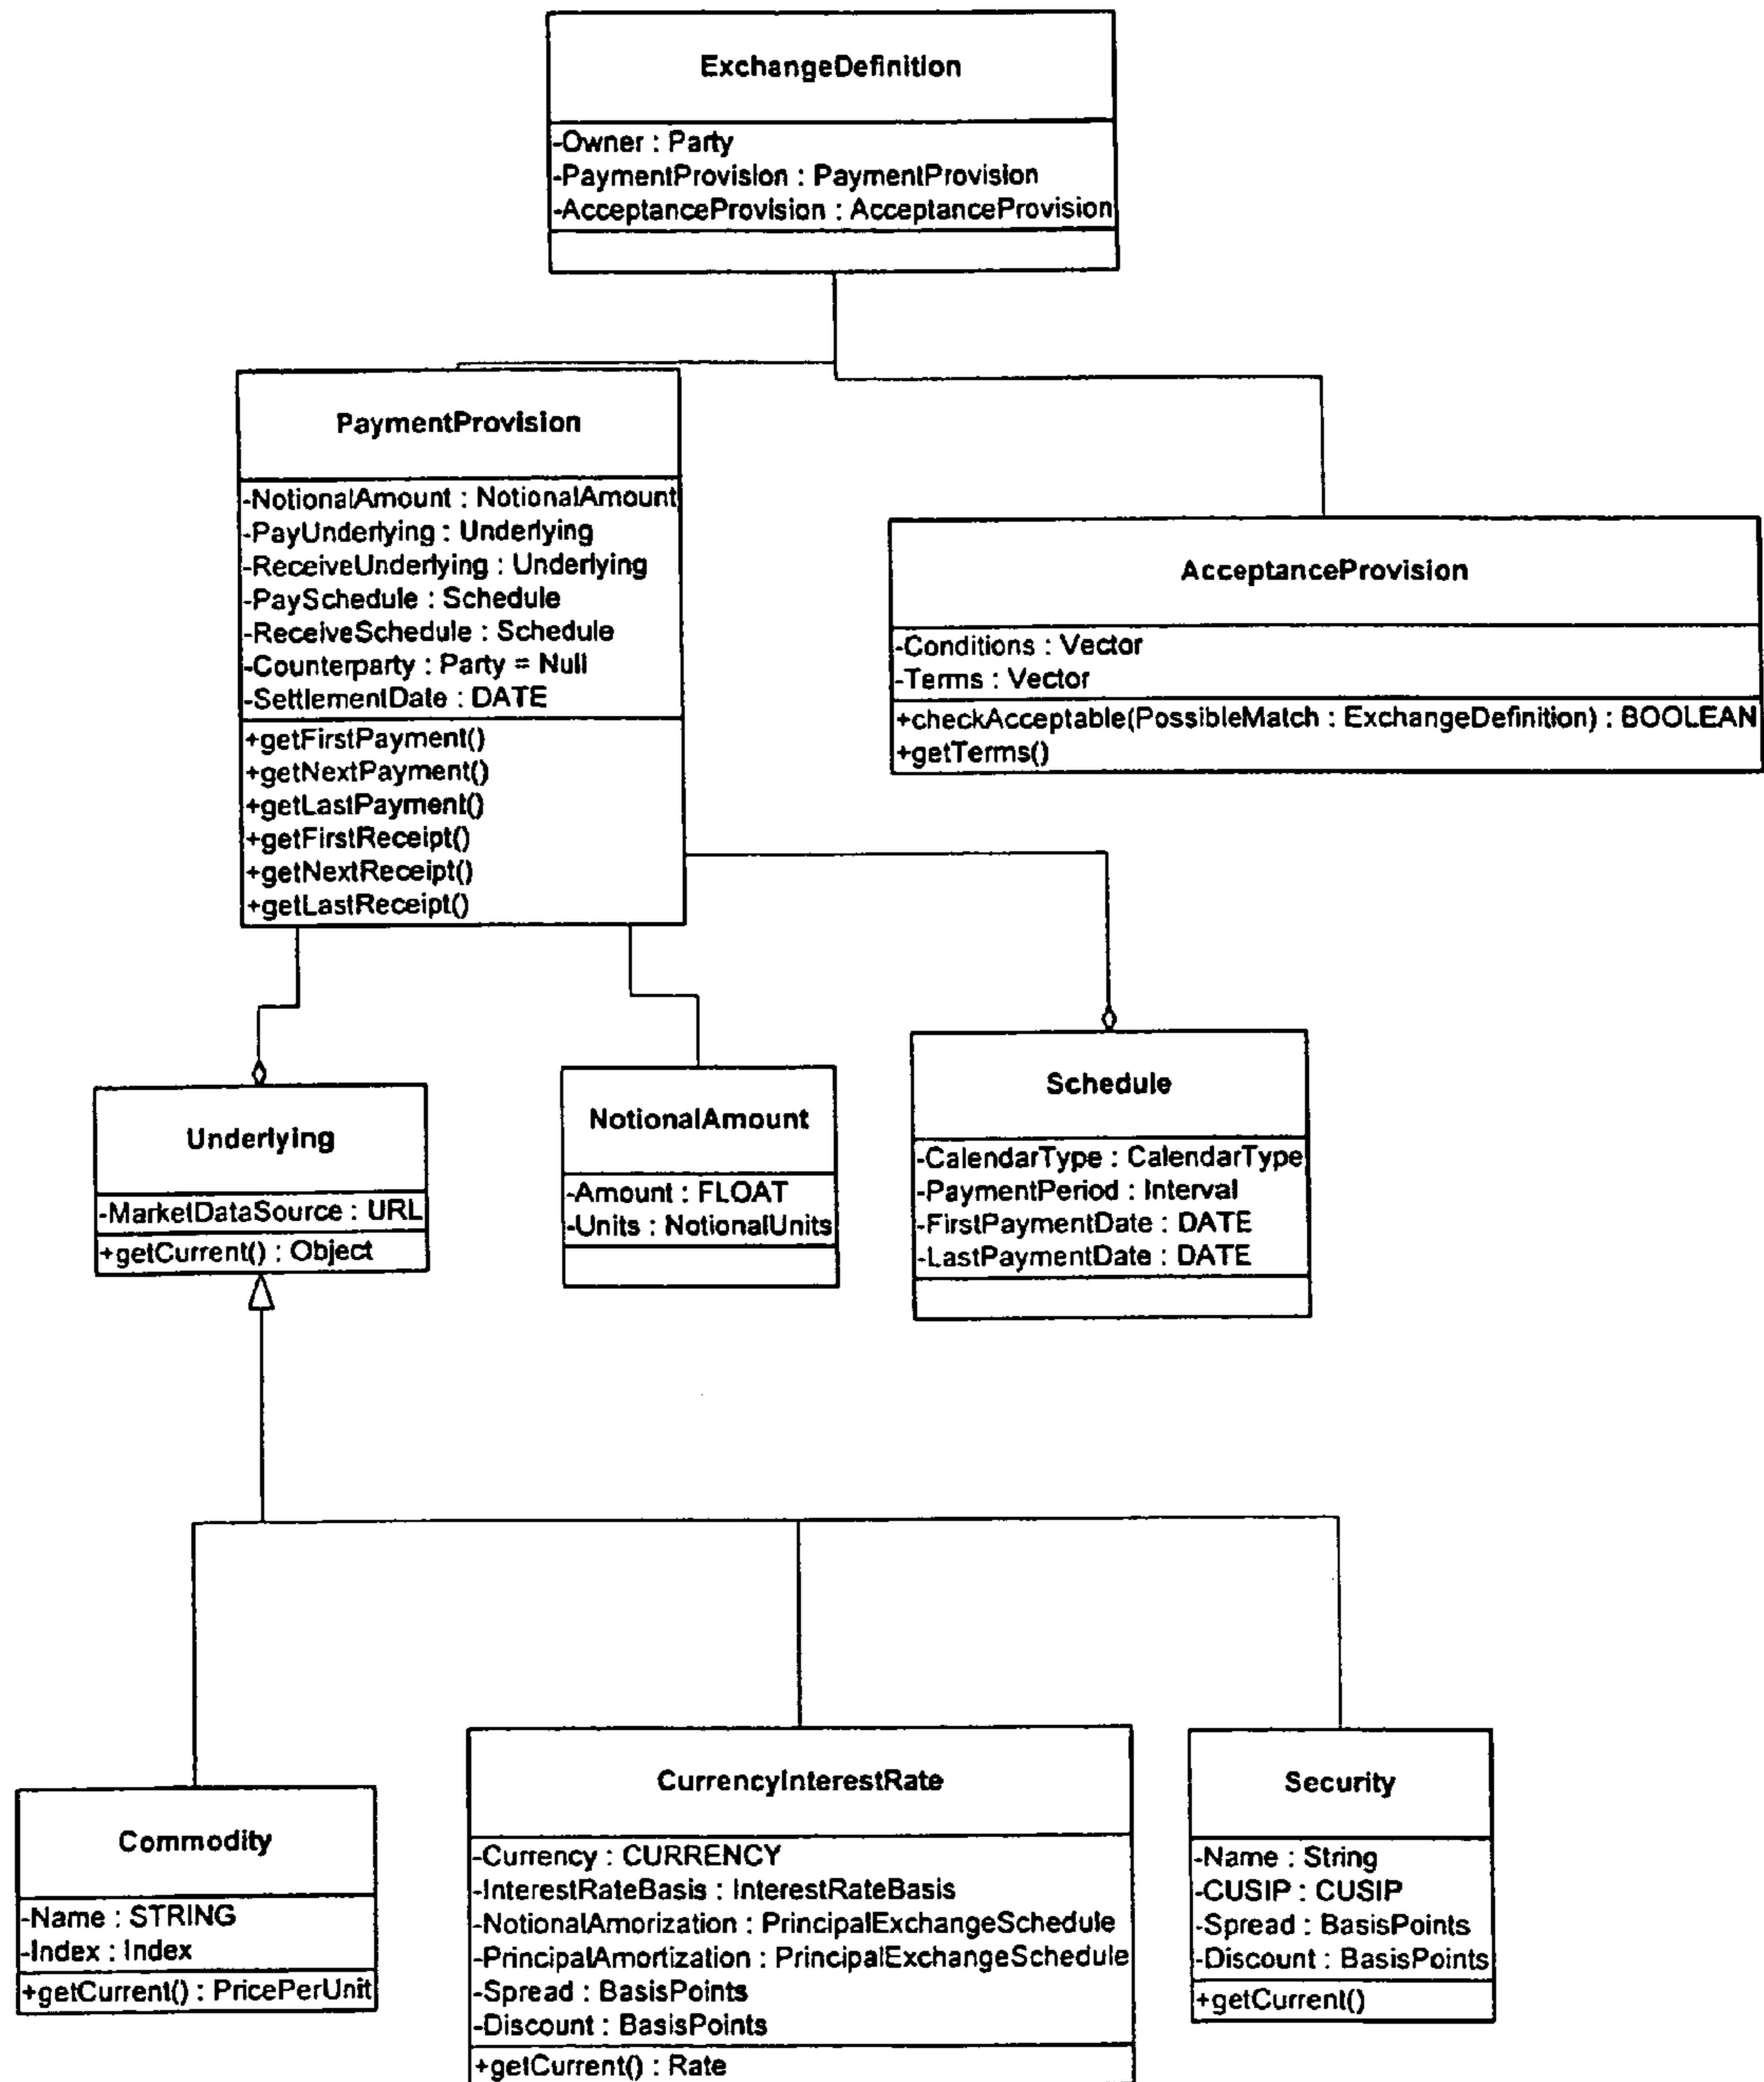 ExchangeDefinition
-Owner : Party
-PaymentProvision : PaymentProvision
-AcceptanceProvision : AcceptanceProvision
PaymentProvision
-NotionalAmount : NotionalAmount
-PayUnderlying : Underlying
-ReceiveUnderlying : Underlying
-PaySchedule : Schedule
-ReceiveSchedule : Schedule
-Counterparty : Party = Null
-SettlementDate : DATE
+getFirstPayment()
+getNextPayment()
+getLastPayment()
+getFirstReceipt()
+getNextReceipt()
+getLastReceipt()
AcceptanceProvision
-Conditions : Vector
-Terms : Vector
+checkAcceptable(PossibleMatch : ExchangeDefinition) : BOOLEAN
+getTerms()
Underlying
-MarketDataSource : URL
+getCurrent() : Object
NotionalAmount
-Amount : FLOAT
-Units : NotionalUnits
Schedule
-CalendarType : CalendarType
-PaymentPeriod : Interval
-FirstPaymentDate : DATE
-LastPaymentDate : DATE
Commodity
-Name : STRING
-Index : Index
+getCurrent() : PricePerUnit
CurrencyInterestRate
-Currency : CURRENCY
-InterestRateBasis : InterestRateBasis
-NotionalAmorization : PrincipalExchangeSchedule
-PrincipalAmortization : PrincipalExchangeSchedule
-Spread : BasisPoints
-Discount : BasisPoints
+getCurrent() : Rate
Security
-Name : String
-CUSIP : CUSIP
-Spread : BasisPoints
-Discount : BasisPoints
+getCurrent()